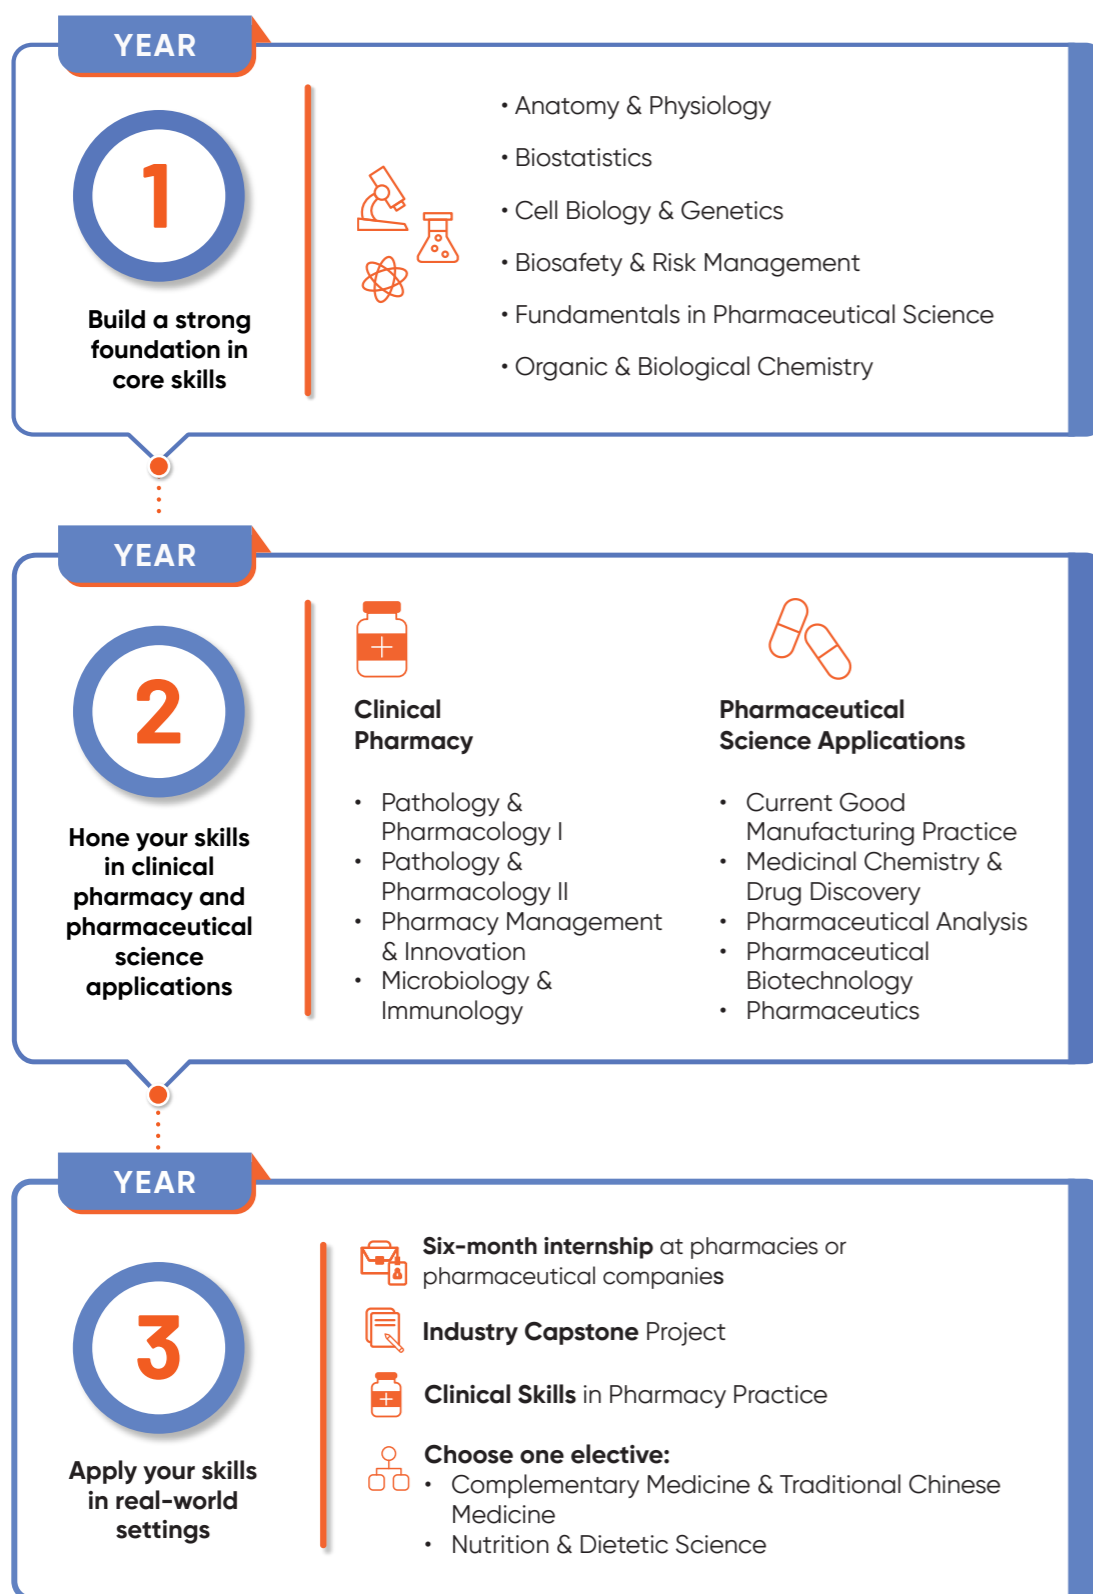 YEAR
1
Build a strong
foundation in
core skills
• Anatomy & Physiology
• Biostatistics
• Cell Biology & Genetics
• Biosafety & Risk Management
• Fundamentals in Pharmaceutical Science
• Organic & Biological Chemistry
YEAR
2
Hone your skills
in clinical
pharmacy and
pharmaceutical
science
applications
Clinical
Pharmacy
• Pathology &
Pharmacology I
• Pathology &
Pharmacology II
• Pharmacy Management
& Innovation
• Microbiology &
Immunology
Pharmaceutical
Science Applications
• Current Good
Manufacturing Practice
• Medicinal Chemistry &
Drug Discovery
• Pharmaceutical Analysis
• Pharmaceutical
Biotechnology
• Pharmaceutics
YEAR
3
Apply your skills
in real-world
settings
Six-month internship at pharmacies or
pharmaceutical companies
Industry Capstone Project
Clinical Skills in Pharmacy Practice
Choose one elective:
• Complementary Medicine & Traditional Chinese
Medicine
• Nutrition & Dietetic Science